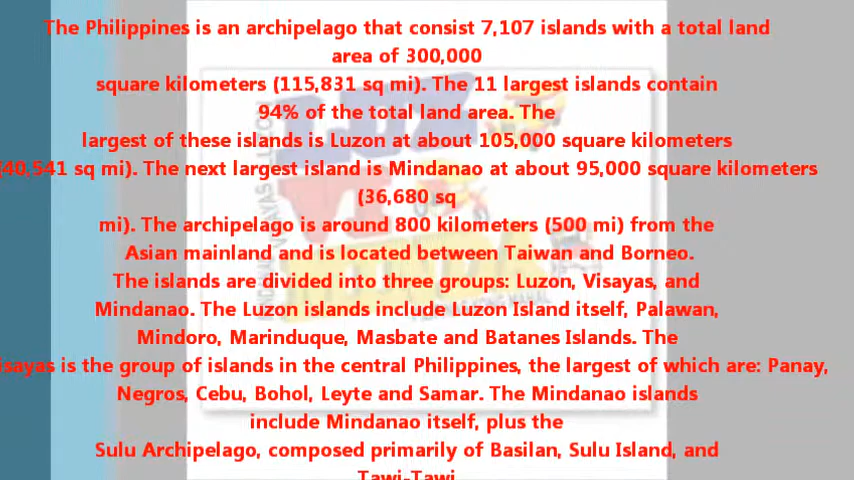 The Philippines is an archipelago that consist 7,107 islands with a total land
area of 300,000
square kilometers (115,831 sq mi). The 11 largest islands contain
94% of the total land area. The
largest of these islands is Luzon at about 105,000 square kilometers
(40,541 sq mi). The next largest island is Mindanao at about 95,000 square kilometers
(36,680 sq
mi). The archipelago is around 800 kilometers (500 mi) from the
Asian mainland and is located between Taiwan and Borneo.
The islands are divided into three groups: Luzon, Visayas, and
Mindanao. The Luzon islands include Luzon Island itself, Palawan,
Mindoro, Marinduque, Masbate and Batanes Islands. The
isayas is the group of islands in the central Philippines, the largest of which are: Panay,
Negros, Cebu, Bohol, Leyte and Samar. The Mindanao islands
include Mindanao itself, plus the
Sulu Archipelago, composed primarily of Basilan, Sulu Island, and
Tawi-Tawi
LUZ
VI